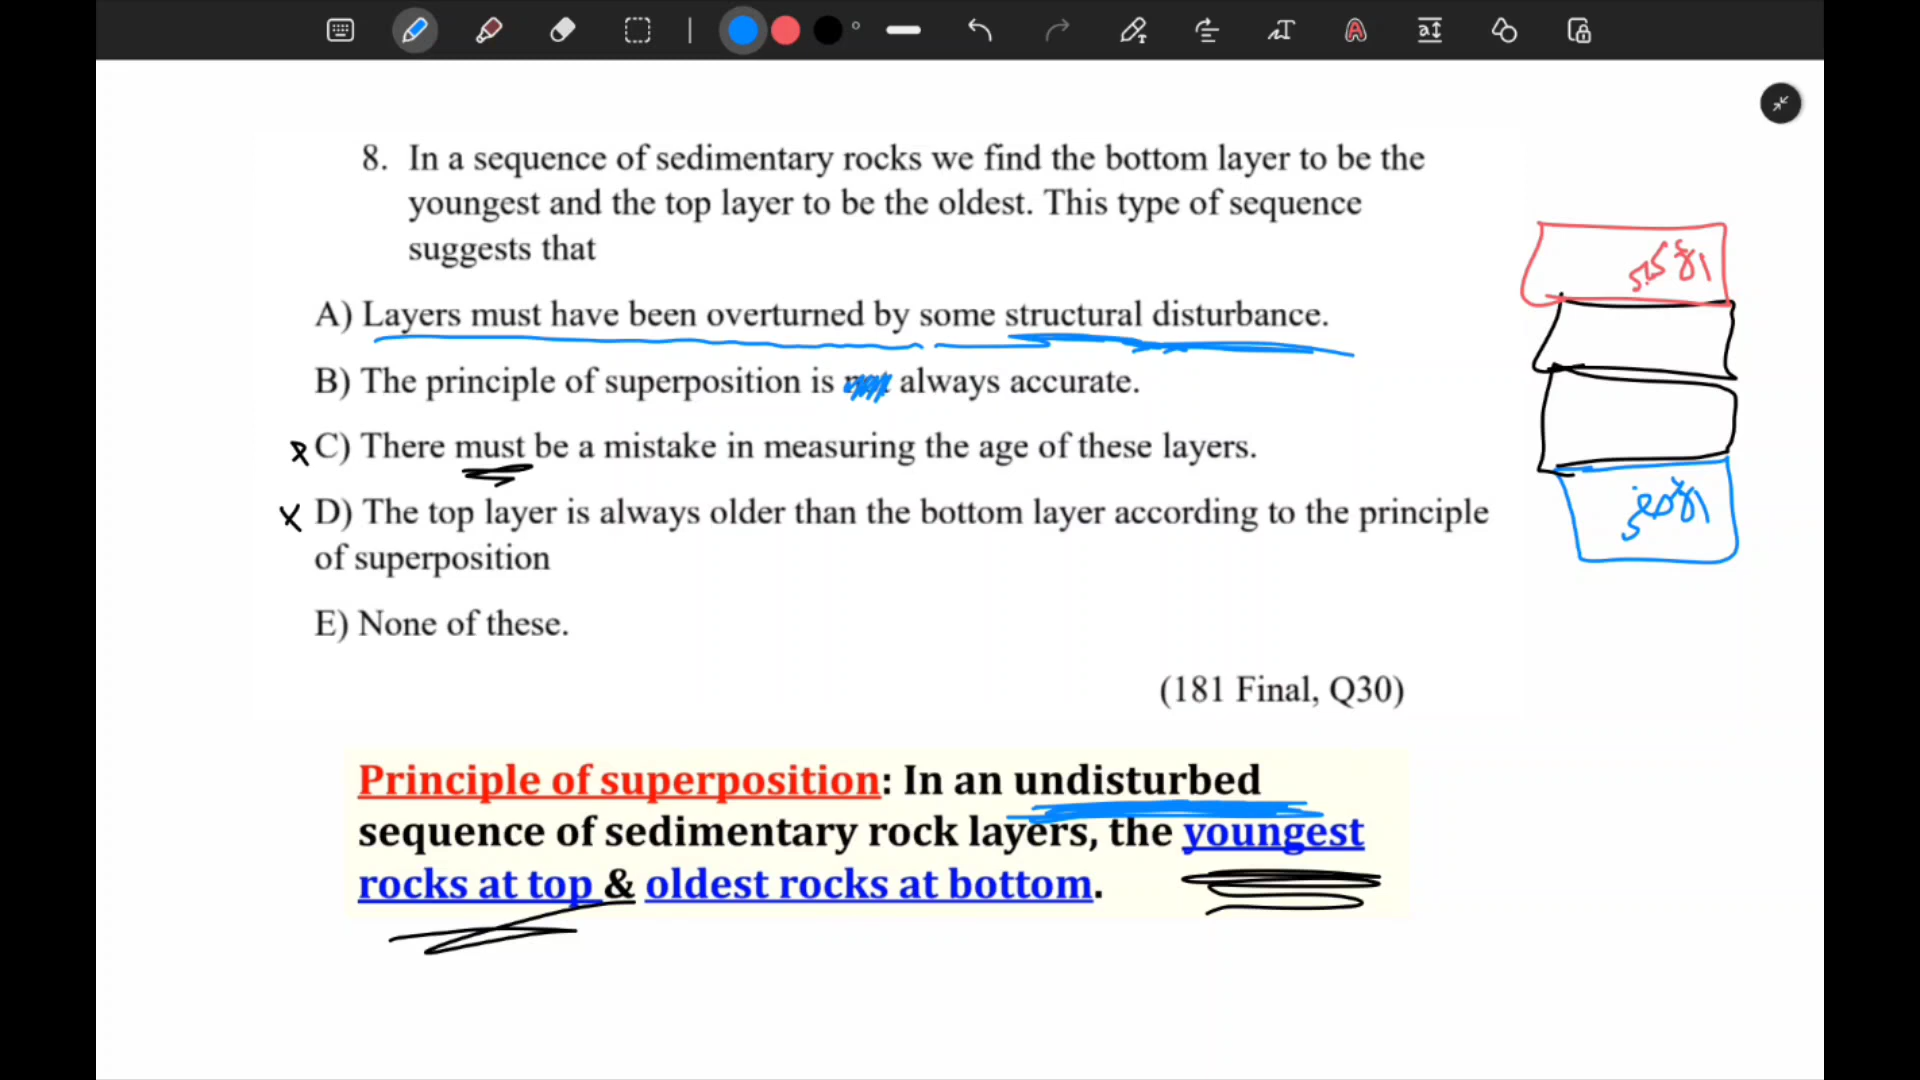 8. In a sequence of sedimentary rocks we find the bottom layer to be the
youngest and the top layer to be the oldest. This type of sequence
suggests that
A) Layers must have been overturned by some structural disturbance.
B) The principle of superposition is always accurate.
C) There must be a mistake in measuring the age of these layers.
D) The top layer is always older than the bottom layer according to the principle
of superposition
E) None of these.
(181 Final, Q30)
Principle of superposition: In an undisturbed
sequence of sedimentary rock layers, the youngest
rocks at top & oldest rocks at bottom.